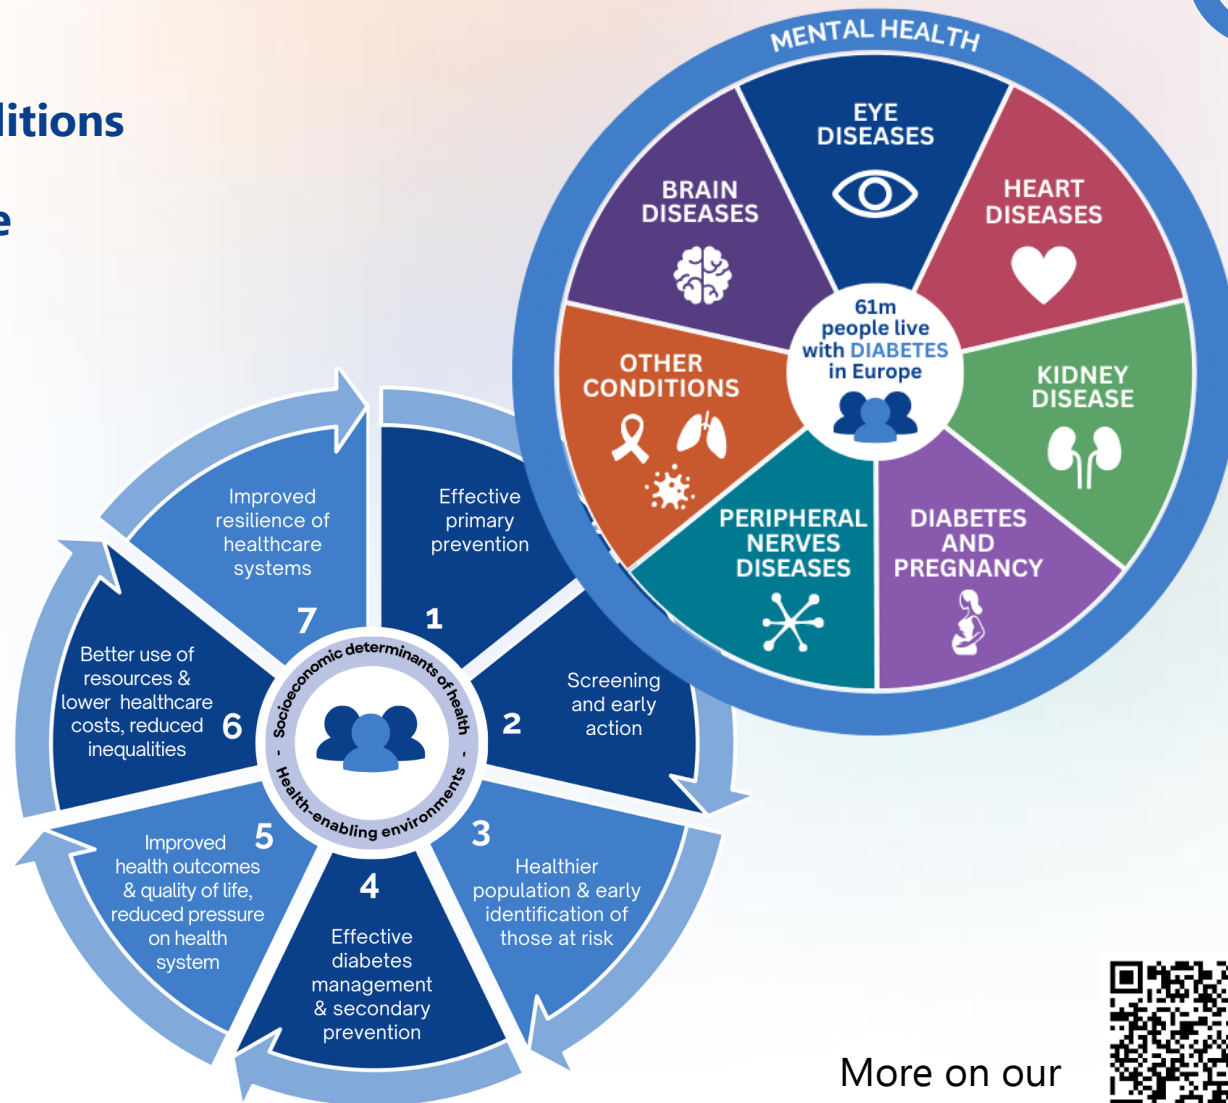 ditions
e
MENTAL HEALTH
EYE
DISEASES
HEART
DISEASES
KIDNEY
DISEASE
DIABETES
AND
PREGNANCY
PERIPHERAL
NERVES
DISEASES
OTHER
CONDITIONS
BRAIN
DISEASES
61m
people live
with DIABETES
in Europe
Effective
primary
prevention
1
Screening
and early
action
2
3
Healthier
population & early
identification of
those at risk
4
Effective
diabetes
management
& secondary
prevention
5
Improved
health outcomes
& quality of life,
reduced pressure
on health
system
Better use of
resources &
lower healthcare
costs, reduced
inequalities
6
Improved
resilience of
healthcare
systems
7
Socioeconomic determinants of health
- Health-enabling environments -
More on our